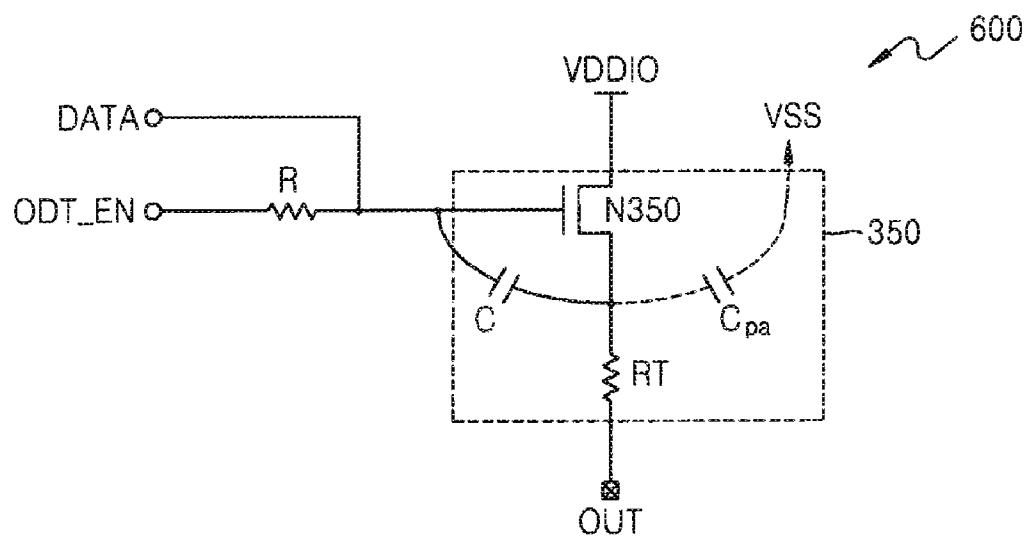 600
VDDIO
DATA
VSS
R
ODT_EN
N350
350
C
Cpa
RT
OUT